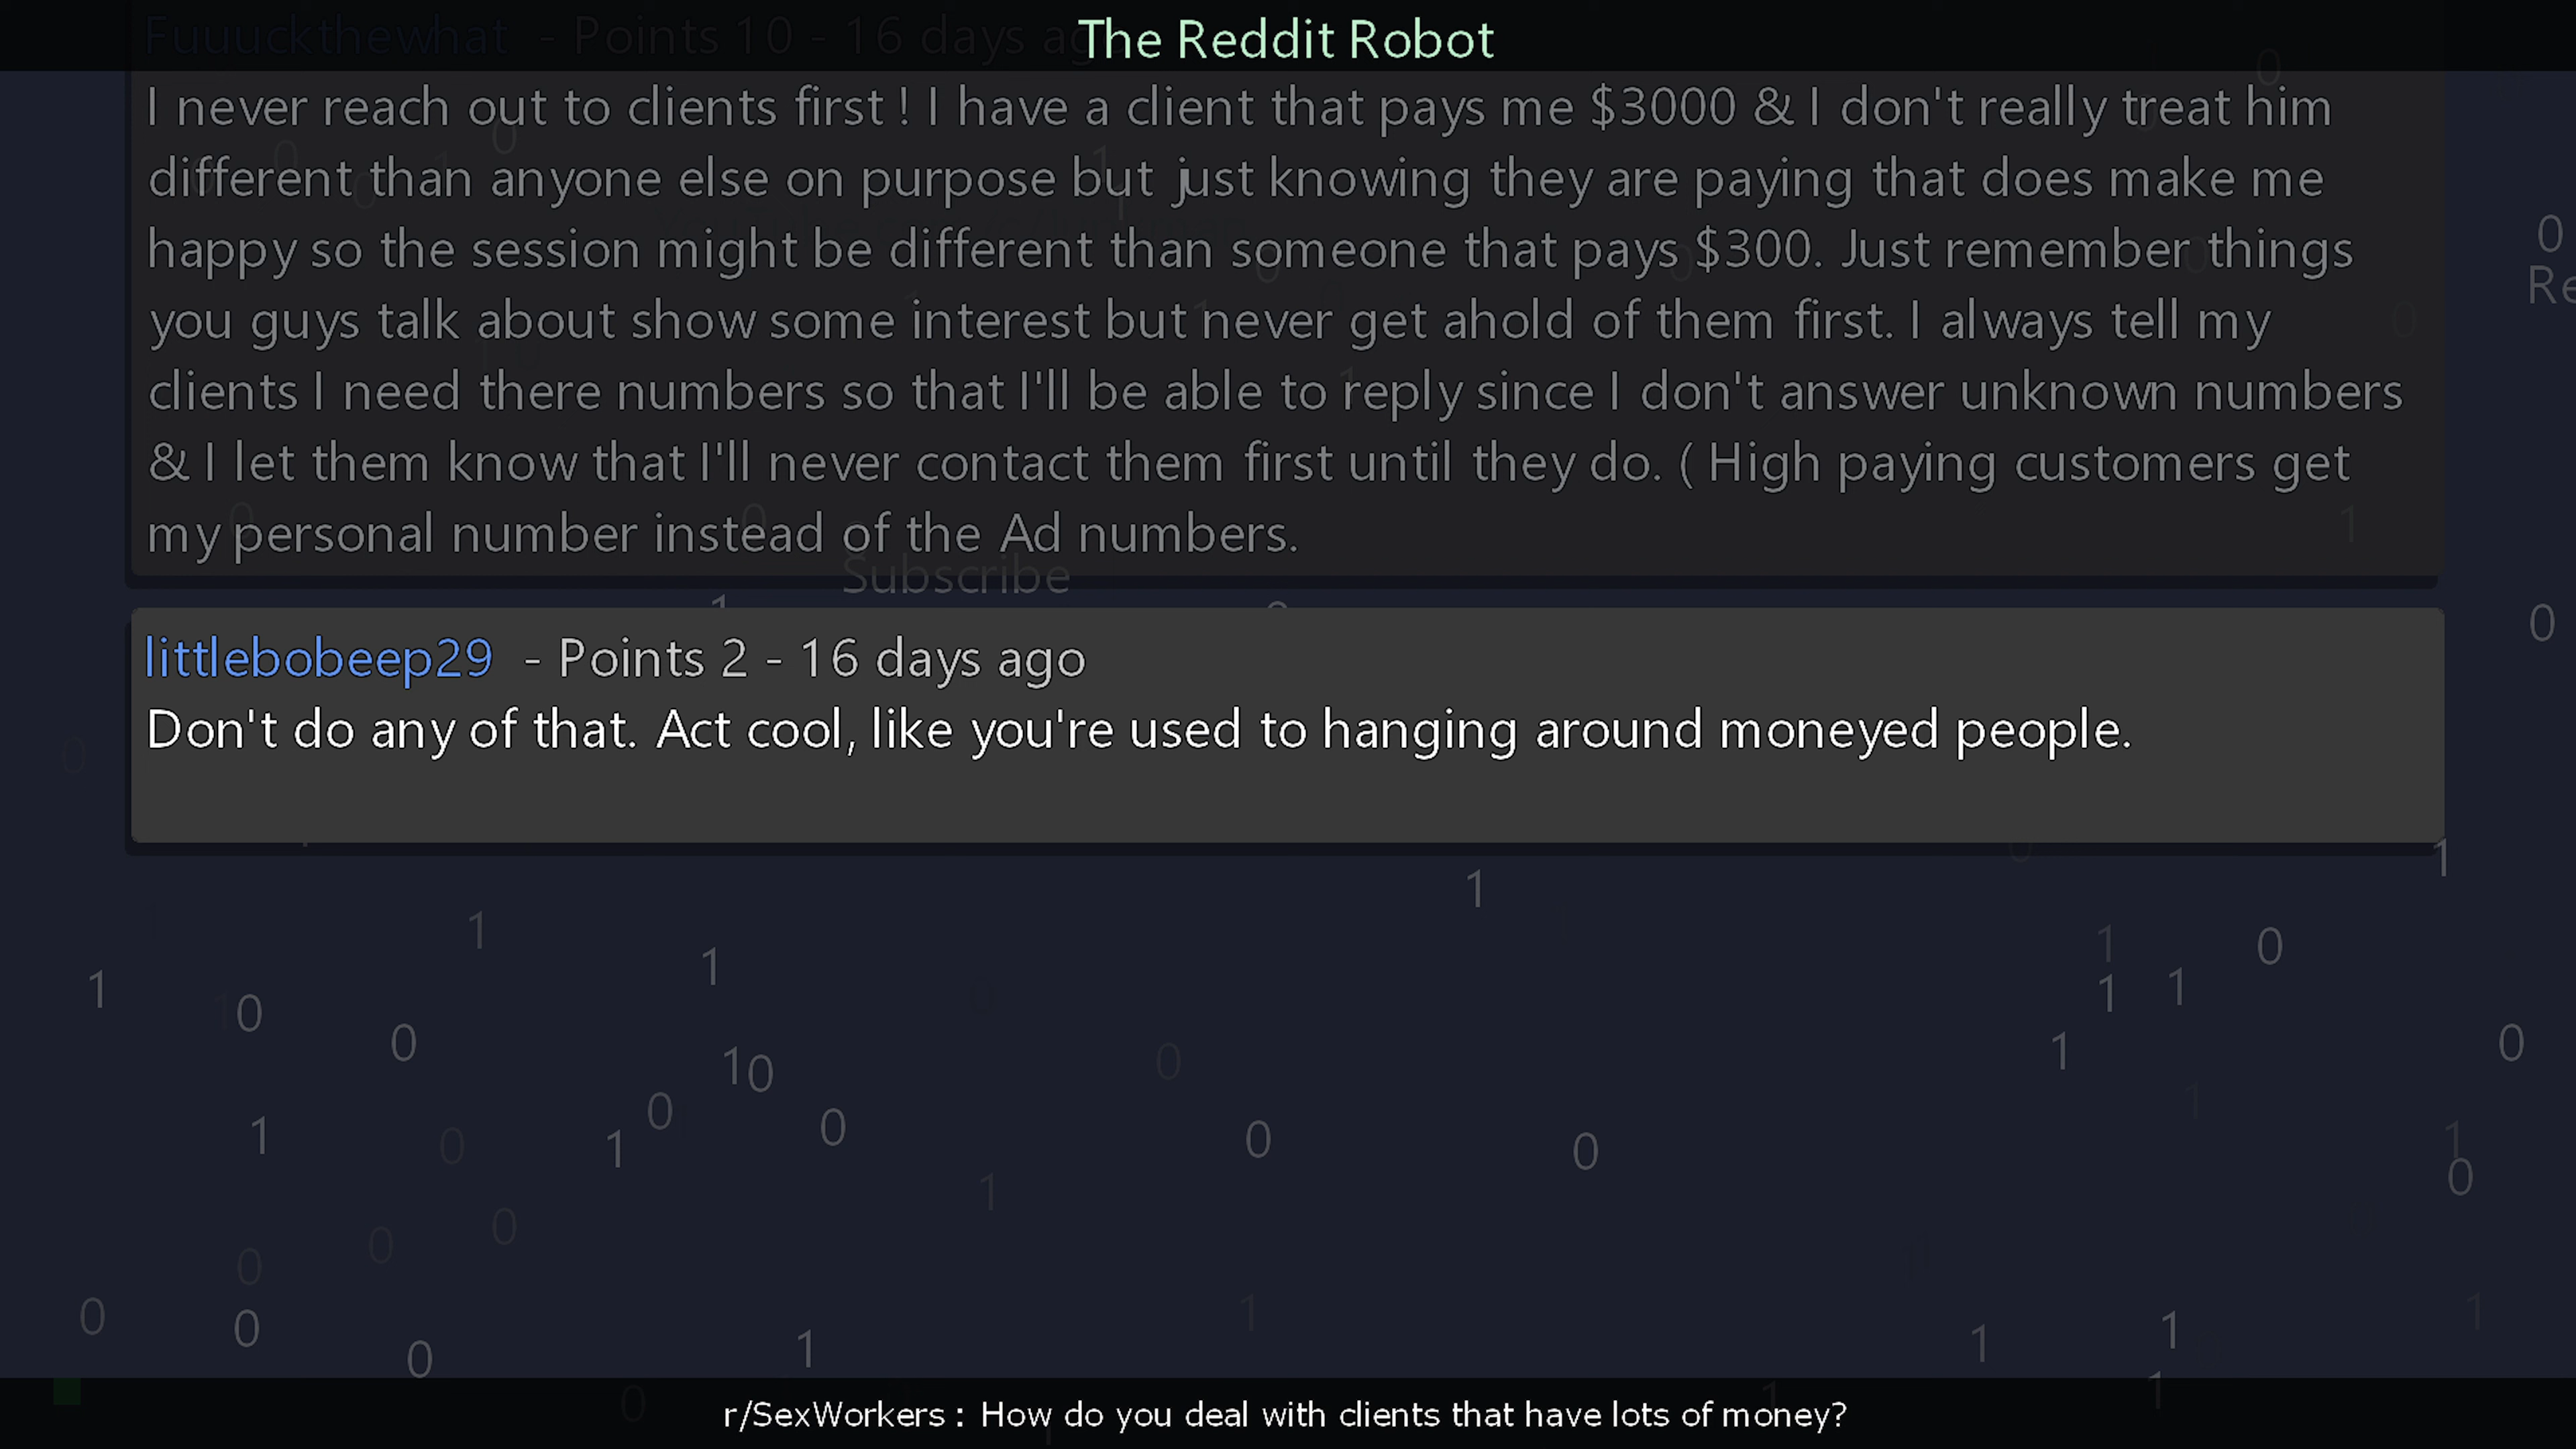 The Reddit Robot
Fuuuckthewhat - Points 10 - 16 days ag
I never reach out to clients first ! I have a client that pays me $3000 & I don't really treat him
different than anyone else on purpose but just knowing they are paying that does make me
happy so the session might be different than someone that pays $300. Just remember things
you guys talk about show some interest but never get ahold of them first. I always tell my
clients I need there numbers so that I'll be able to reply since I don't answer unknown numbers
& I let them know that I'll never contact them first until they do. ( High paying customers get
my personal number instead of the Ad numbers.
Subscribe
littlebobeep29 - Points 2 - 16 days ago
Don't do any of that. Act cool, like you're used to hanging around moneyed people.
r/SexWorkers : How do you deal with clients that have lots of money?